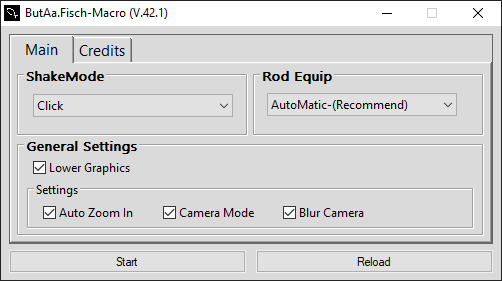 ButAa.Fisch-Macro (V.42.1)
Main Credits
ShakeMode
Click
Rod Equip
AutoMatic-(Recommend)
General Settings
Lower Graphics
Settings
Auto Zoom In Camera Mode Blur Camera
Start Reload